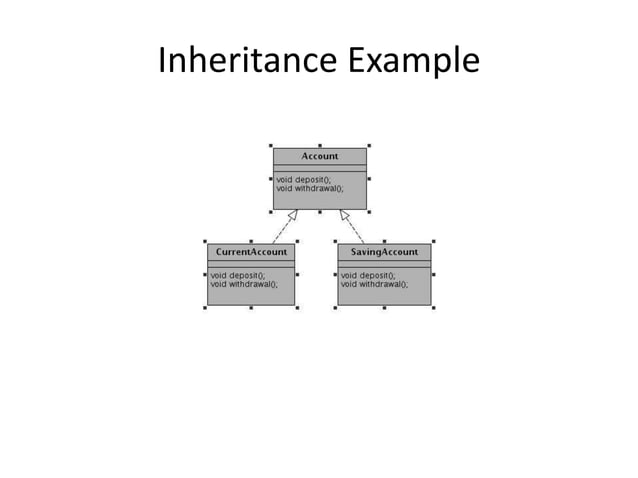 Inheritance Example
Account
void deposit();
void withdrawal();
CurrentAccount
void deposit();
void withdrawal();
SavingAccount
void deposit();
void withdrawal();